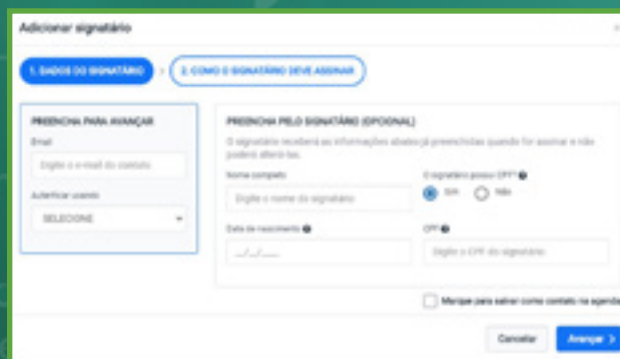 Adicionar signatário
1. DADOS DO SIGNATÁRIO
2. COMO O SIGNATÁRIO DEVE ASSINAR
PREENCHA PARA AVANÇAR
Email
Digite o e-mail do contato
Autenticar usando
SELECIONE
PREENCHA PELO SIGNATÁRIO (OPCIONAL)
O signatário receberá as informações abaixo já preenchidas quando for assinar e não
poderá alterá-las.
Nome completo
Digite o nome do signatário
O signatário possui CPF?
Sim
Não
Data de nascimento
__/__/____
CPF
Digite o CPF do signatário
Marque para salvar como contato na agenda
Cancelar
Avançar >